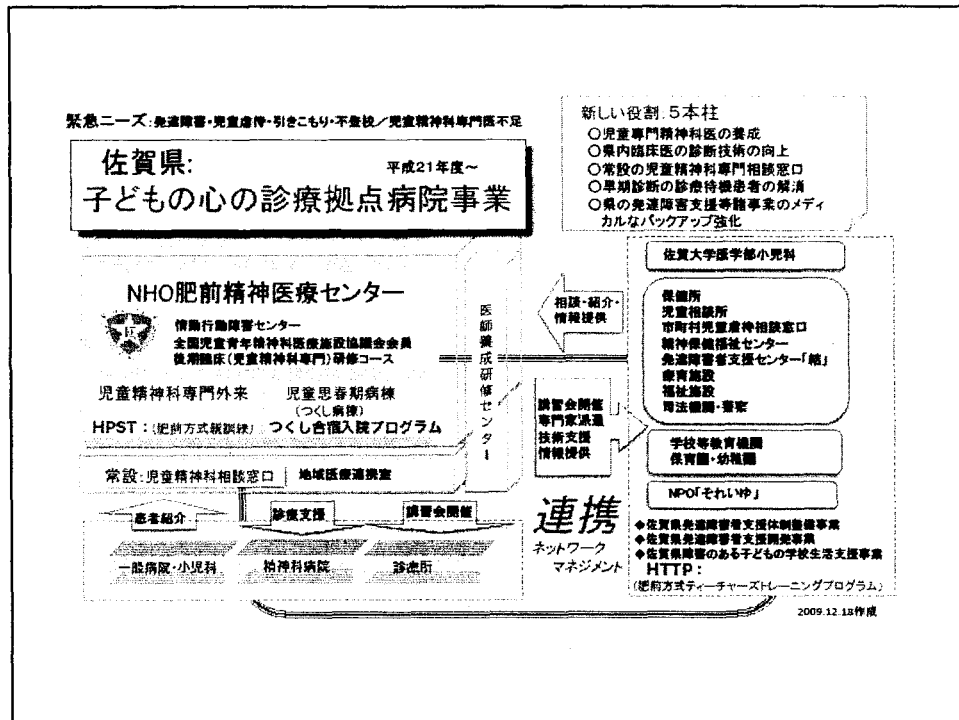 緊急ニーズ:発達障害・児童虐待・引きこもり・不登校/児童精神科専門医不足
佐賀県:
平成21年度～
子どもの心の診療拠点病院事業
新しい役割:5本柱
○児童専門精神科医の養成
○県内臨床医の診断技術の向上
○常設の児童精神科専門相談窓口
○早期診断の診療待機患者の解消
○県の発達障害支援等諸事業のメディ
カルなバックアップ強化
NHO肥前精神医療センター
情動行動障害センター
全国児童青年精神科医療施設協議会会員
後期臨床(児童精神科専門)研修コース
児童精神科専門外来
児童思春期病棟
(つくし病棟)
HPST:(肥前方式親訓練)
つくし合宿入院プログラム
医師養成研修センター
常設:児童精神科相談窓口
地域医療連携室
患者紹介
診療支援
講習会開催
一般病院・小児科
精神科病院
診療所
相談・紹介・
情報提供
講習会開催
専門家派遣
技術支援
情報提供
連携
ネットワーク
マネジメント
佐賀大学医学部小児科
保健所
児童相談所
市町村児童虐待相談窓口
精神保健福祉センター
発達障害者支援センター「結」
療育施設
福祉施設
司法機関・警察
学校等教育機関
保育園・幼稚園
NPO「それいゆ」
◆佐賀県発達障害者支援体制整備事業
◆佐賀県発達障害者支援開発事業
◆佐賀県障害のある子どもの学校生活支援事業
HTTP:
(肥前方式ティーチャーズトレーニングプログラム)
2009.12.18作成